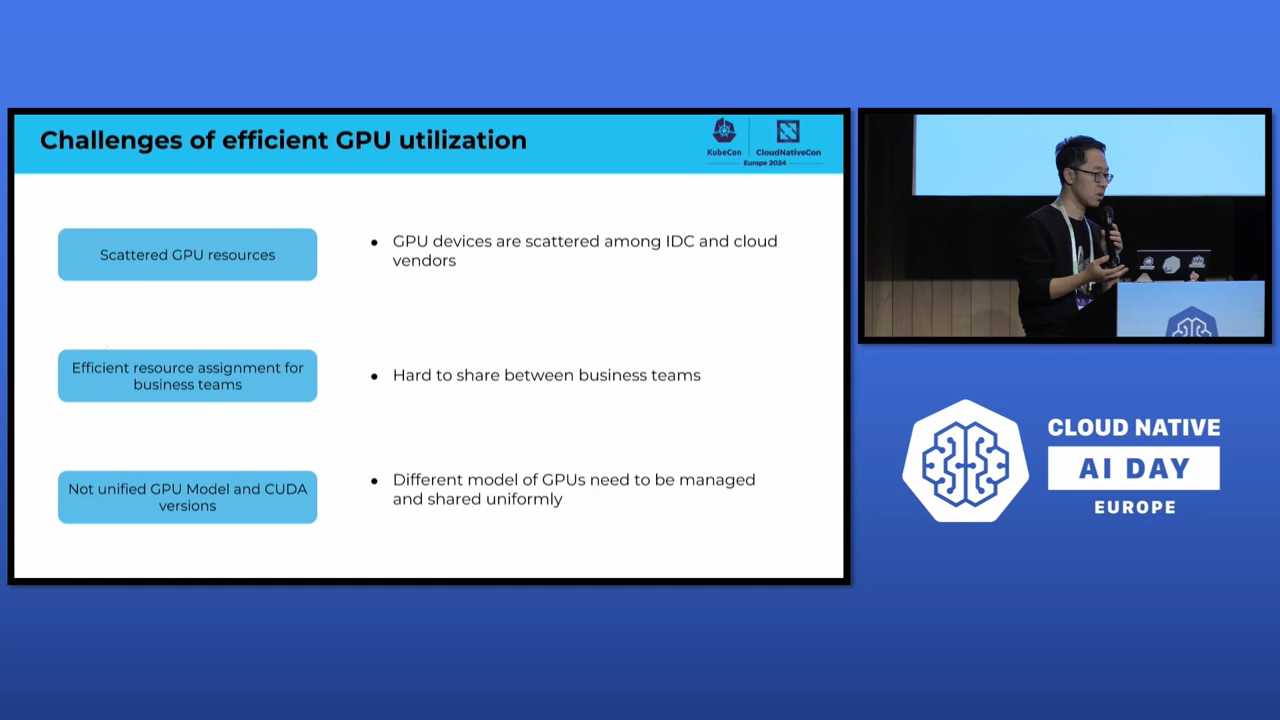 Challenges of efficient GPU utilization
KubeCon
CloudNativeCon
Europe 2024
Scattered GPU resources
● GPU devices are scattered among IDC and cloud
vendors
Efficient resource assignment for
business teams
● Hard to share between business teams
Not unified GPU Model and CUDA
versions
● Different model of GPUs need to be managed
and shared uniformly
CLOUD NATIVE
AI DAY
EUROPE